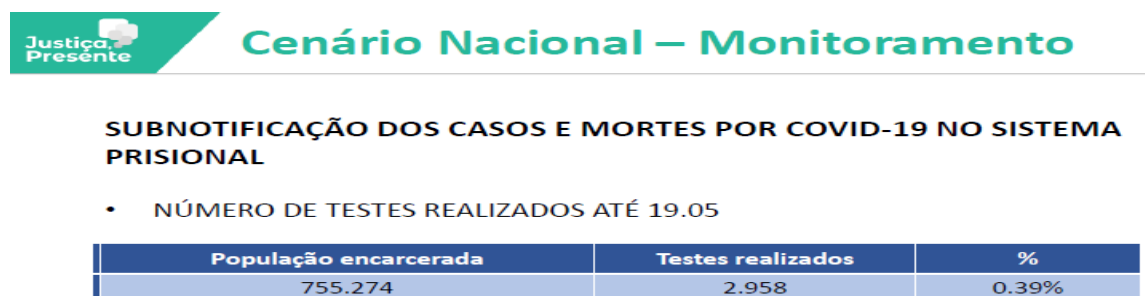 Justiça
Presente
Cenário Nacional – Monitoramento
SUBNOTIFICAÇÃO DOS CASOS E MORTES POR COVID-19 NO SISTEMA
PRISIONAL
• NÚMERO DE TESTES REALIZADOS ATÉ 19.05
População encarcerada Testes realizados %
755.274 2.958 0.39%